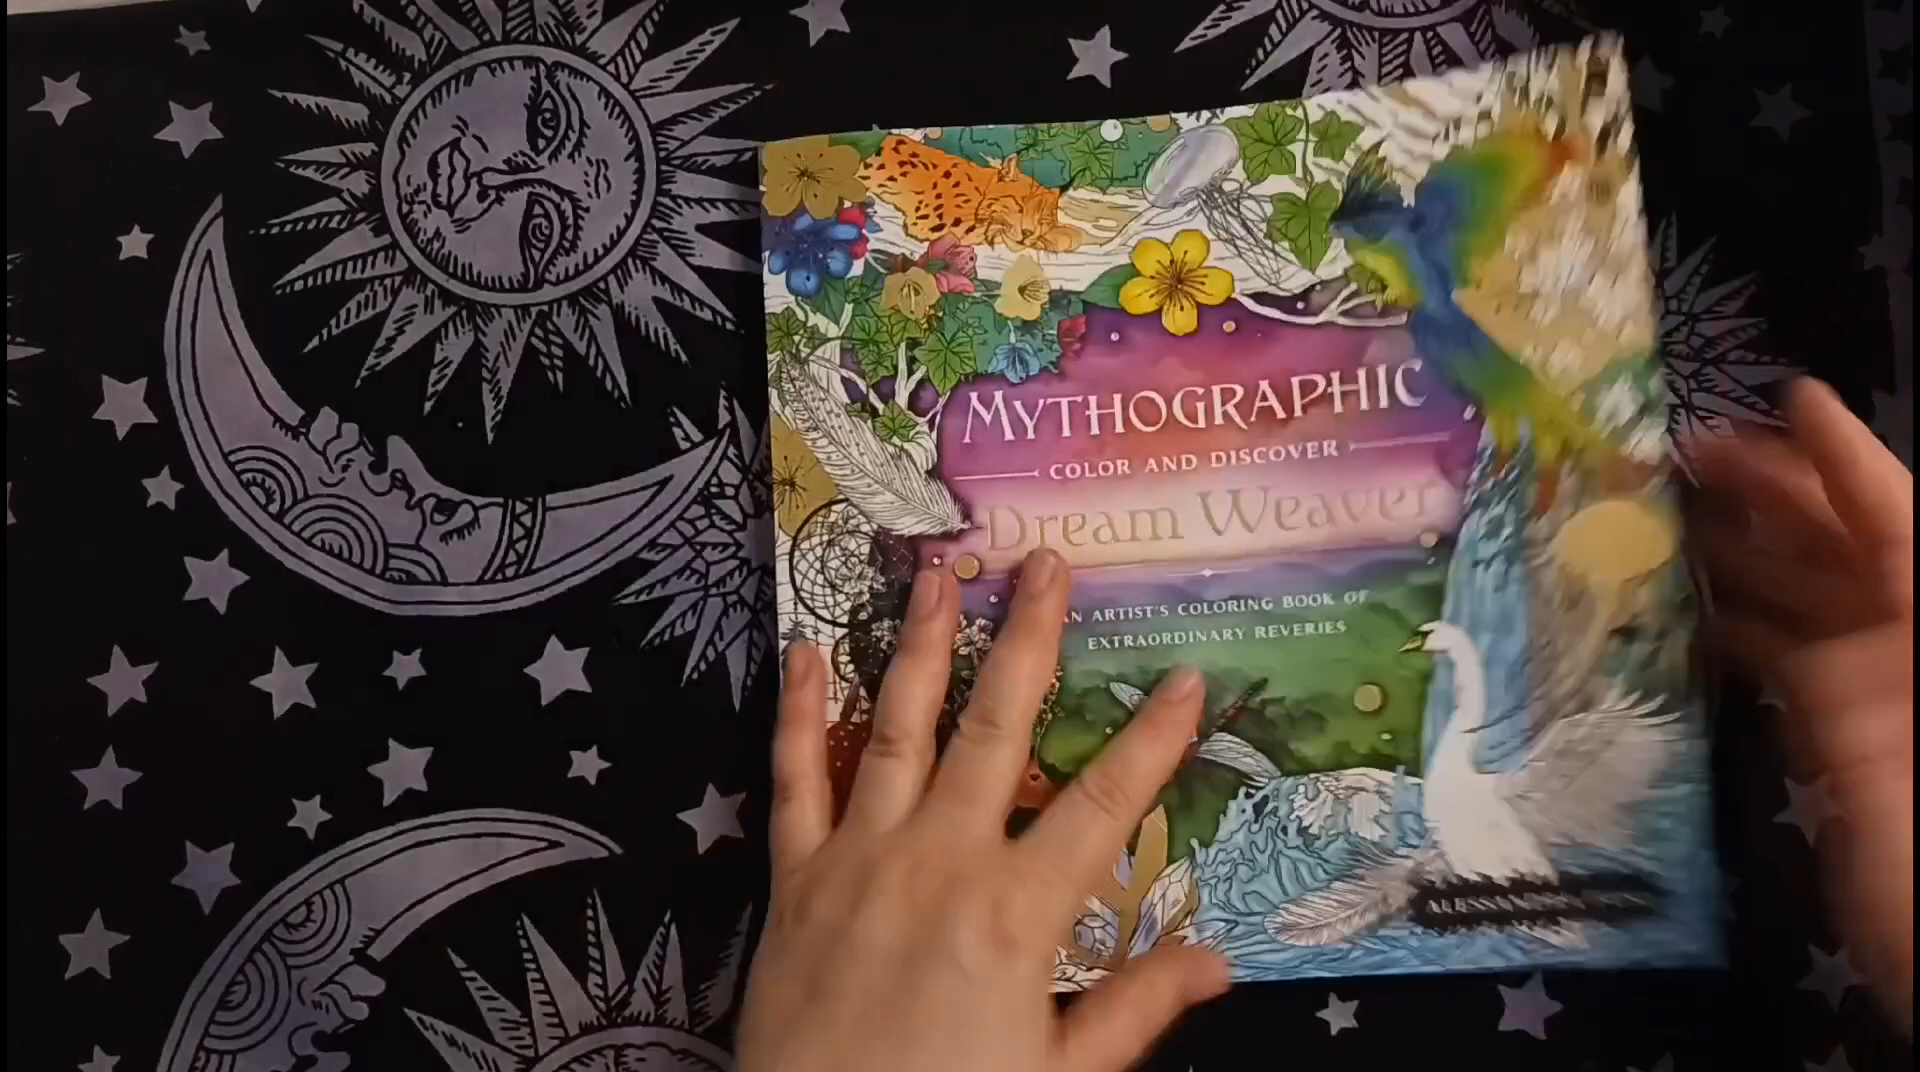 MYTHOGRAPHIC
COLOR AND DISCOVER
Dream Weaver
AN ARTIST'S COLORING BOOK OF
EXTRAORDINARY REVERIES